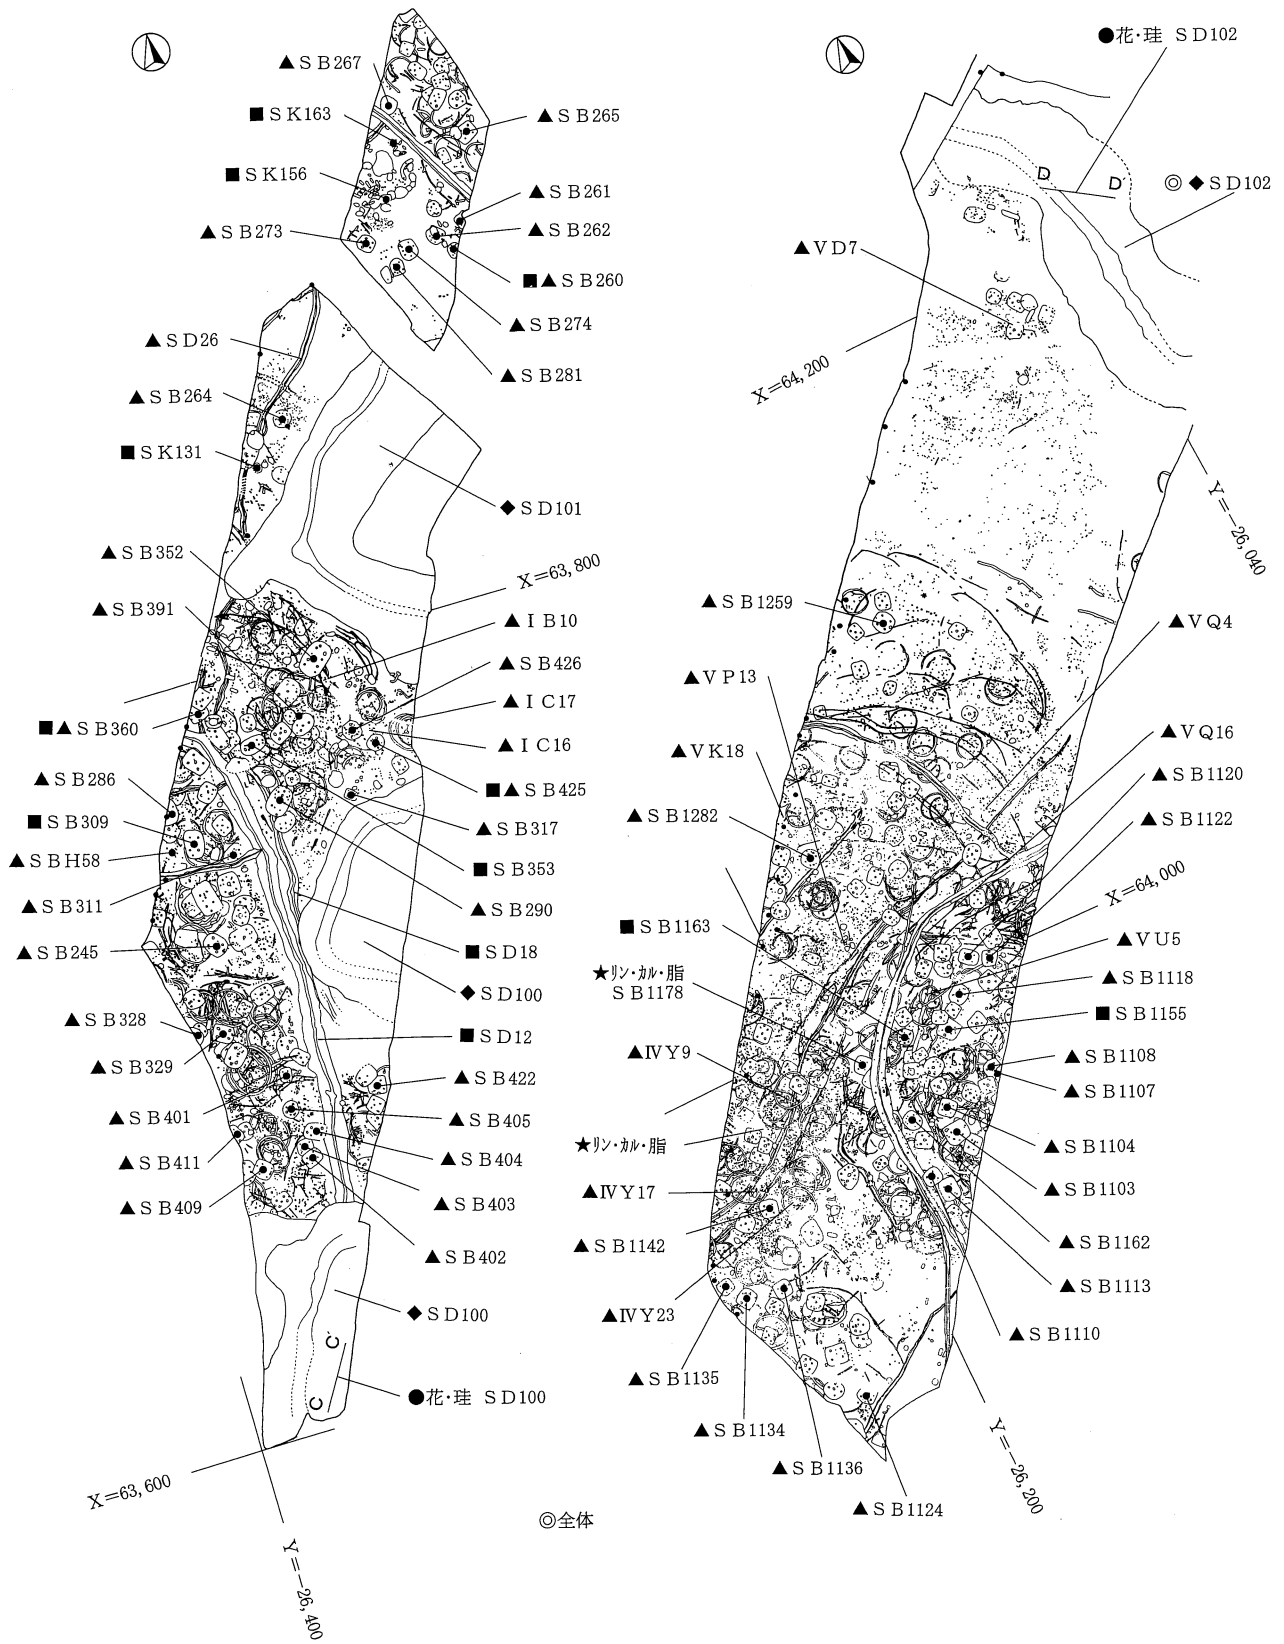 ▲SB267
■SK163
■SK156
▲SB273
▲SB265
▲SB261
▲SB262
■▲SB260
▲SB274
▲SB281
▲SD26
▲SB264
■SK131
◆SD101
X=63,800
▲SB352
▲SB391
■▲SB360
▲SB286
■SB309
▲SBH58
▲SB311
▲SB245
▲SB328
▲SB329
▲SB401
▲SB411
▲SB409
▲ⅠB10
▲SB426
▲ⅠC17
▲ⅠC16
■▲SB425
▲SB317
■SB353
▲SB290
■SD18
◆SD100
■SD12
▲SB422
▲SB405
▲SB404
▲SB403
▲SB402
◆SD100
C'
C
●花・珪 SD100
X=63,600
Y=-26,400
◎全体
●花・珪 SD102
D
D'
◎◆SD102
▲ⅤD7
X=64,200
Y=-26,040
▲SB1259
▲ⅤP13
▲ⅤK18
▲SB1282
■SB1163
★リン・カル・脂
SB1178
▲ⅣY9
★リン・カル・脂
▲ⅣY17
▲SB1142
▲ⅣY23
▲SB1135
▲SB1134
▲SB1136
▲SB1124
▲ⅤQ4
▲ⅤQ16
▲SB1120
▲SB1122
X=64,000
▲ⅤU5
▲SB1118
■SB1155
▲SB1108
▲SB1107
▲SB1104
▲SB1103
▲SB1162
▲SB1113
▲SB1110
Y=-26,200